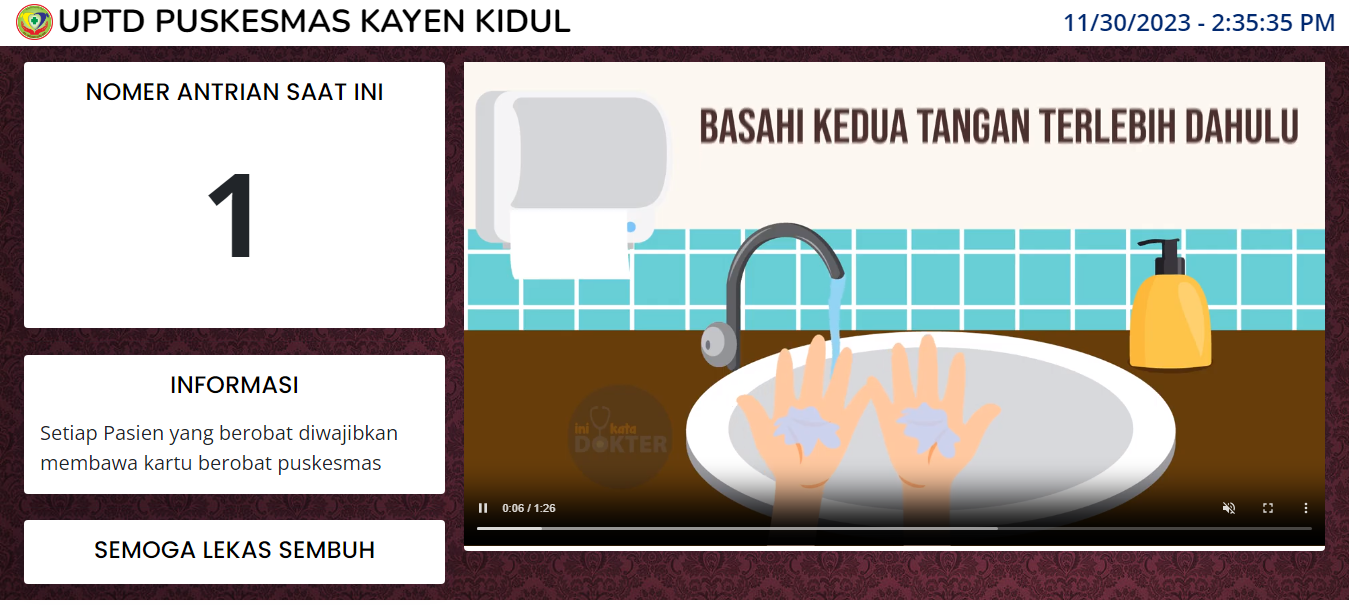 UPTD PUSKESMAS KAYEN KIDUL
11/30/2023 - 2:35:35 PM
NOMER ANTRIAN SAAT INI
1
INFORMASI
Setiap Pasien yang berobat diwajibkan
membawa kartu berobat puskesmas
SEMOGA LEKAS SEMBUH
BASAHI KEDUA TANGAN TERLEBIH DAHULU
ini kata
DOKTER
0:06 / 1:26